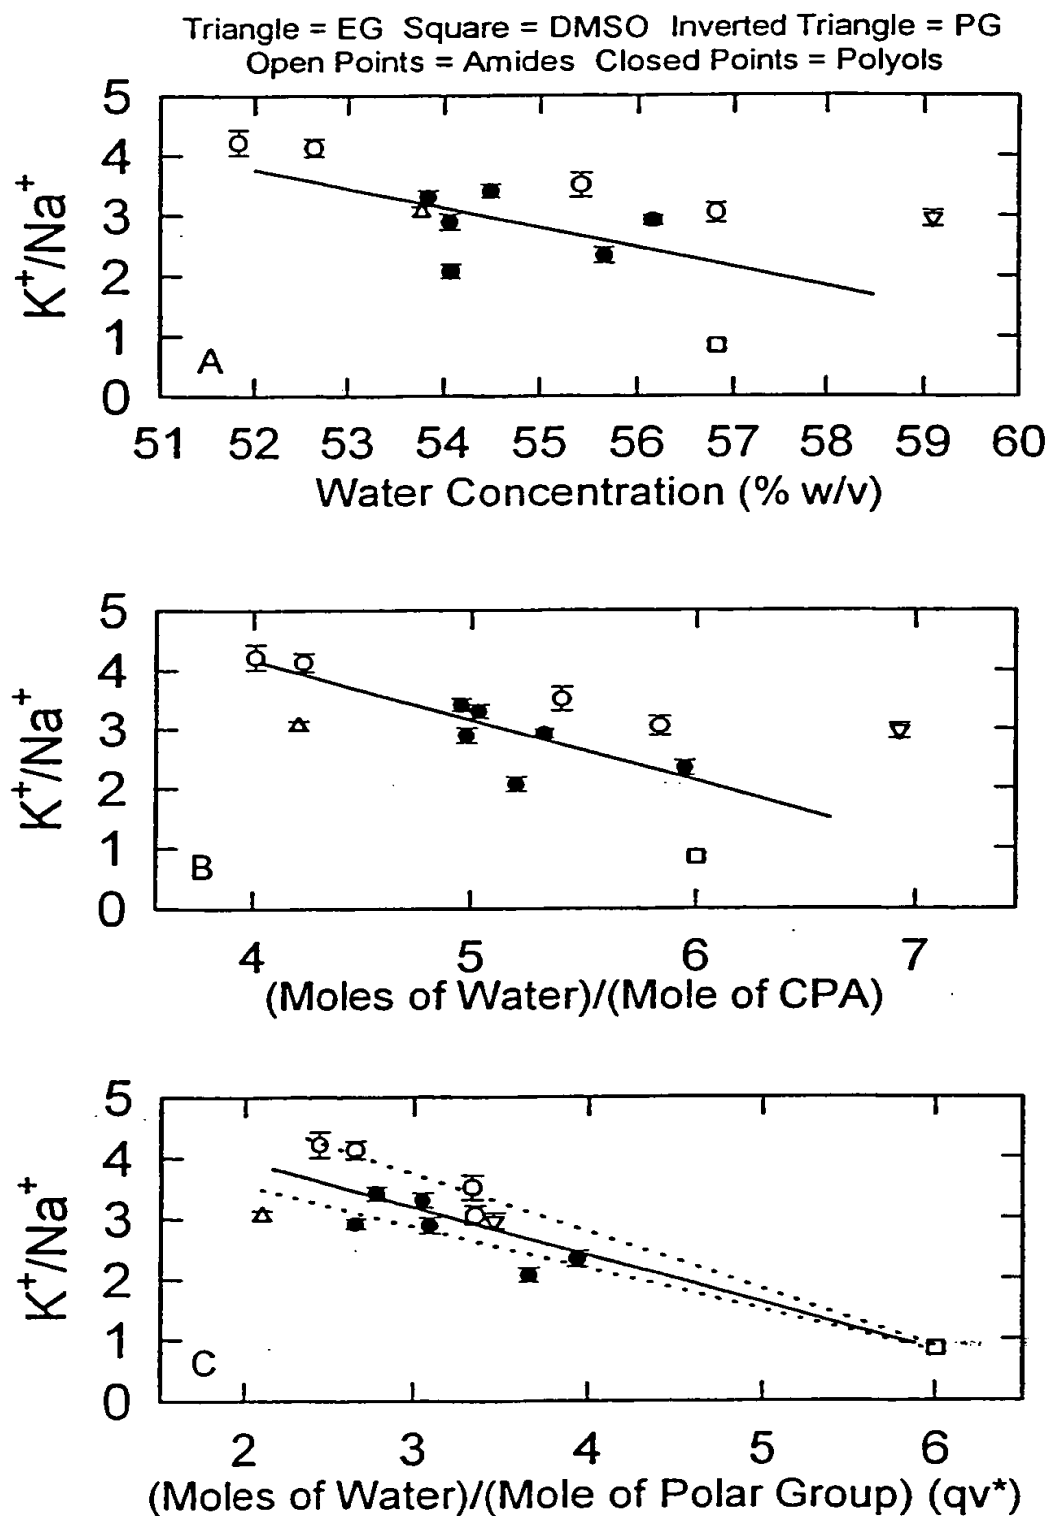 Triangle = EG Square = DMSO Inverted Triangle = PG
Open Points = Amides Closed Points = Polyols
5
4
3
2
1
0
K⁺/Na⁺
A
51 52 53 54 55 56 57 58 59 60
Water Concentration (% w/v)
5
4
3
2
1
0
K⁺/Na⁺
B
4 5 6 7
(Moles of Water)/(Mole of CPA)
5
4
3
2
1
0
K⁺/Na⁺
C
2 3 4 5 6
(Moles of Water)/(Mole of Polar Group) (qv*)